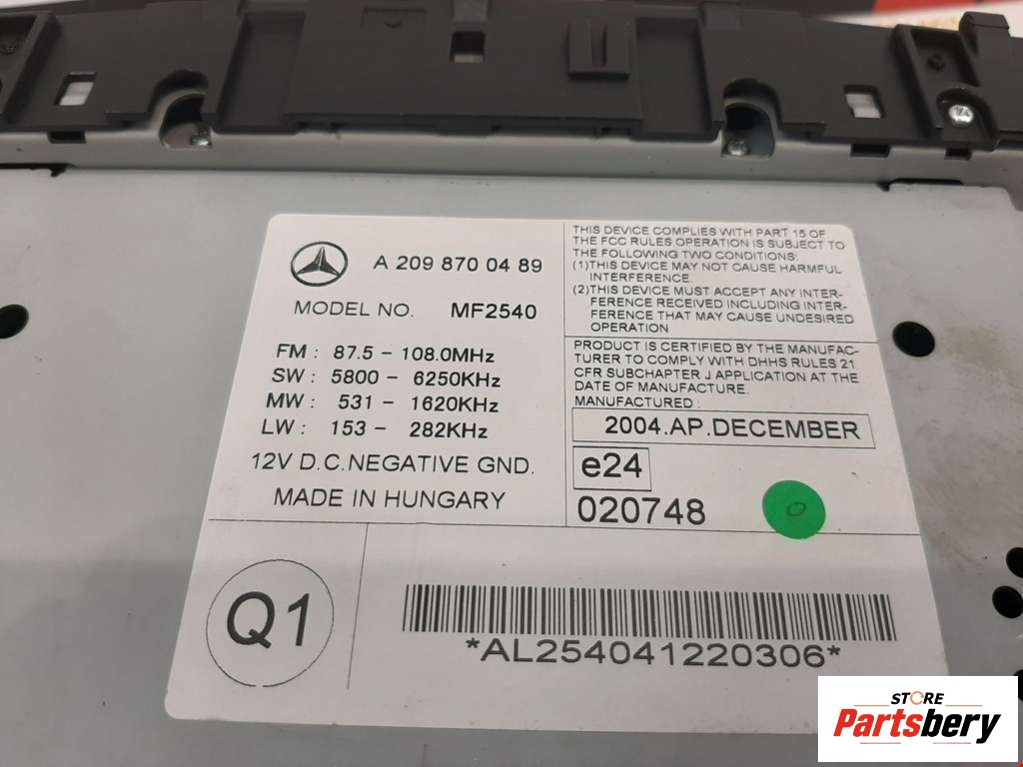 A 209 870 04 89
MODEL NO. MF2540
FM : 87.5 - 108.0MHz
SW : 5800 - 6250KHz
MW : 531 - 1620KHz
LW : 153 - 282KHz
12V D.C.NEGATIVE GND.
MADE IN HUNGARY
THIS DEVICE COMPLIES WITH PART 15 OF
THE FCC RULES OPERATION IS SUBJECT TO
THE FOLLOWING TWO CONDITIONS:
(1)THIS DEVICE MAY NOT CAUSE HARMFUL
INTERFERENCE.
(2)THIS DEVICE MUST ACCEPT ANY INTER-
FERENCE RECEIVED INCLUDING INTER-
FERENCE THAT MAY CAUSE UNDESIRED
OPERATION
PRODUCT IS CERTIFIED BY THE MANUFAC-
TURER TO COMPLY WITH DHHS RULES 21
CFR SUBCHAPTER J APPLICATION AT THE
DATE OF MANUFACTURE.
MANUFACTURED :
2004.AP.DECEMBER
e24
020748
Q1
*AL254041220306*
STORE
Partsbery